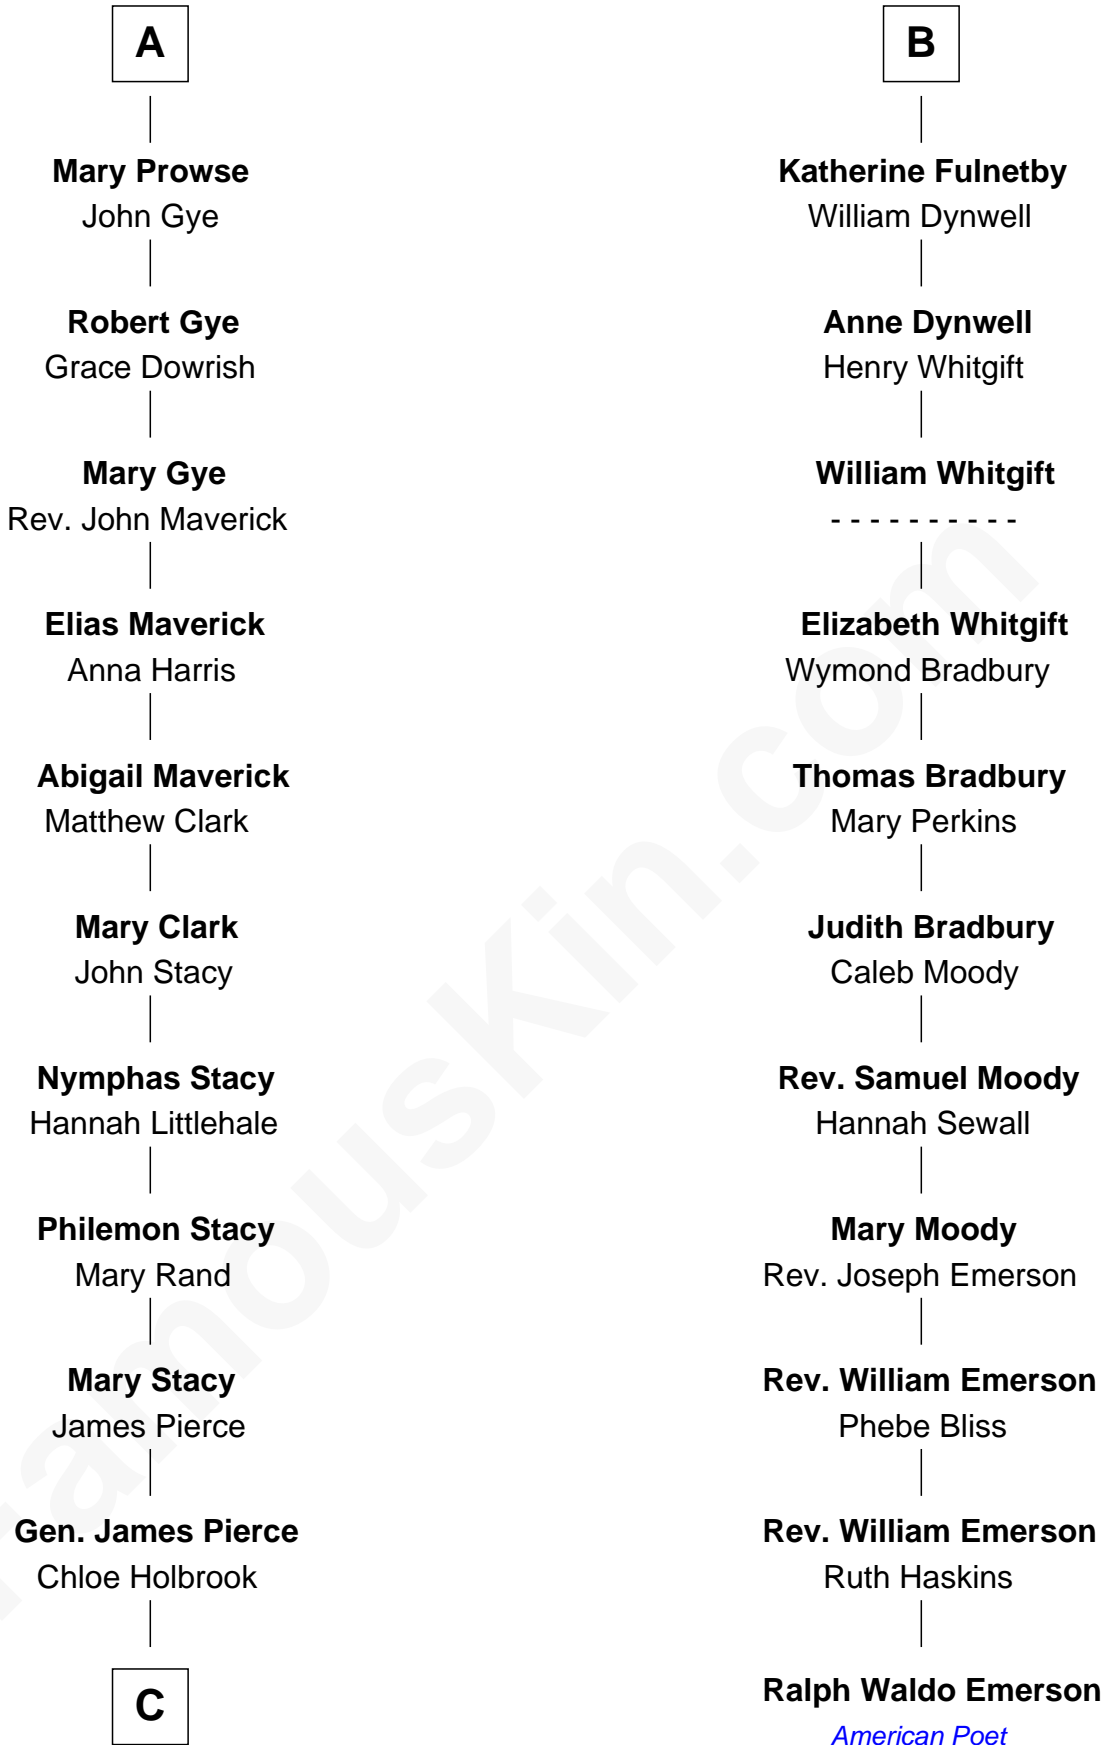 A
Mary Prowse
John Gye
Robert Gye
Grace Dowrish
Mary Gye
Rev. John Maverick
Elias Maverick
Anna Harris
Abigail Maverick
Matthew Clark
Mary Clark
John Stacy
Nymphas Stacy
Hannah Littlehale
Philemon Stacy
Mary Rand
Mary Stacy
James Pierce
Gen. James Pierce
Chloe Holbrook
C
B
Katherine Fulnetby
William Dynwell
Anne Dynwell
Henry Whitgift
William Whitgift
- - - - - - - - - -
Elizabeth Whitgift
Wymond Bradbury
Thomas Bradbury
Mary Perkins
Judith Bradbury
Caleb Moody
Rev. Samuel Moody
Hannah Sewall
Mary Moody
Rev. Joseph Emerson
Rev. William Emerson
Phebe Bliss
Rev. William Emerson
Ruth Haskins
Ralph Waldo Emerson
American Poet
FamousKin.com